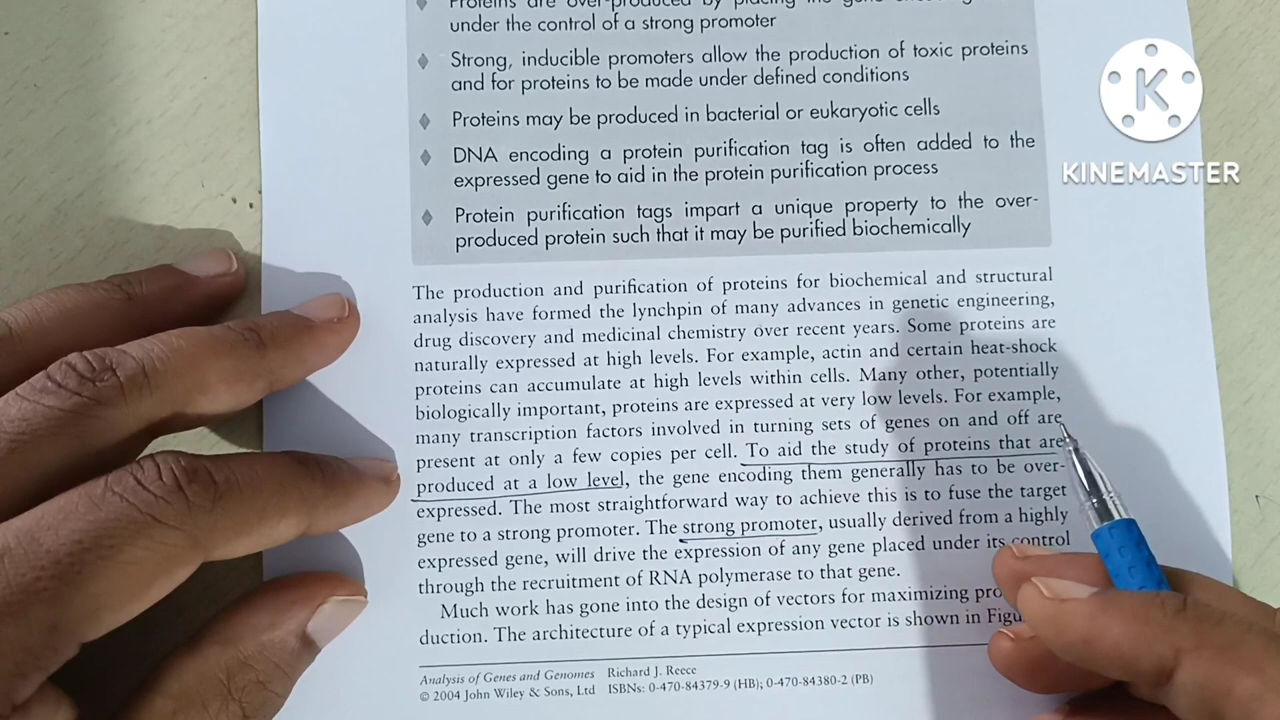 Proteins are over-produced by placing the gene
under the control of a strong promoter
Strong, inducible promoters allow the production of toxic proteins
and for proteins to be made under defined conditions
Proteins may be produced in bacterial or eukaryotic cells
DNA encoding a protein purification tag is often added to the
expressed gene to aid in the protein purification process
Protein purification tags impart a unique property to the over-
produced protein such that it may be purified biochemically
The production and purification of proteins for biochemical and structural
analysis have formed the lynchpin of many advances in genetic engineering,
drug discovery and medicinal chemistry over recent years. Some proteins are
naturally expressed at high levels. For example, actin and certain heat-shock
proteins can accumulate at high levels within cells. Many other, potentially
biologically important, proteins are expressed at very low levels. For example,
many transcription factors involved in turning sets of genes on and off are
present at only a few copies per cell. To aid the study of proteins that are
produced at a low level, the gene encoding them generally has to be over-
expressed. The most straightforward way to achieve this is to fuse the target
gene to a strong promoter. The strong promoter, usually derived from a highly
expressed gene, will drive the expression of any gene placed under its control
through the recruitment of RNA polymerase to that gene.
Much work has gone into the design of vectors for maximizing
duction. The architecture of a typical expression vector is shown in
Analysis of Genes and Genomes Richard J. Reece
© 2004 John Wiley & Sons, Ltd ISBNs: 0-470-84379-9 (HB); 0-470-84380-2 (PB)
K
KINEMASTER